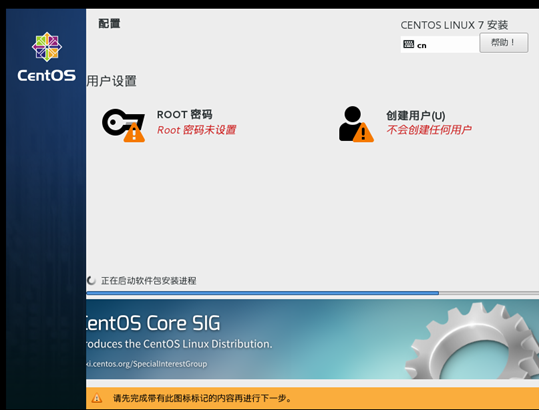 配置
CENTOS LINUX 7 安装
cn
帮助！
CentOS
用户设置
ROOT 密码
Root 密码未设置
创建用户(U)
不会创建任何用户
正在启动软件包安装进程
CentOS Core SIG
roduces the CentOS Linux Distribution.
ki.centos.org/SpecialInterestGroup
请先完成带有此图标标记的内容再进行下一步。